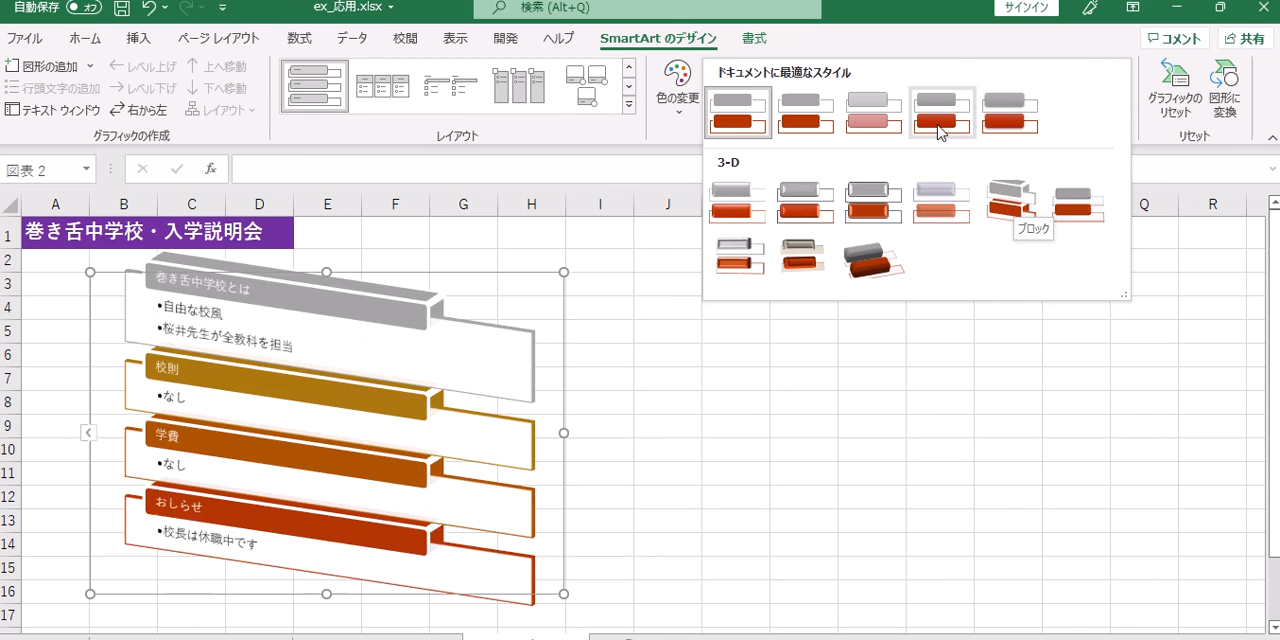 自動保存 オフ ex_応用.xlsx 検索 (Alt+Q) サインイン
ファイル ホーム 挿入 ページ レイアウト 数式 データ 校閲 表示 開発 ヘルプ SmartArt のデザイン 書式 コメント 共有
図形の追加 レベル上げ 上へ移動
行頭文字の追加 レベル下げ 下へ移動
テキスト ウィンドウ 右から左 レイアウト
グラフィックの作成
レイアウト
色の変更
ドキュメントに最適なスタイル
3-D
ブロック
グラフィックの
リセット
図形に
変換
リセット
図表 2 fx
A B C D E F G H I J Q R
1 巻き舌中学校・入学説明会
2
3
4
5
6
7
8
9
10
11
12
13
14
15
16
17
巻き舌中学校とは
•自由な校風
•桜井先生が全教科を担当
校則
•なし
学費
•なし
おしらせ
•校長は休職中です